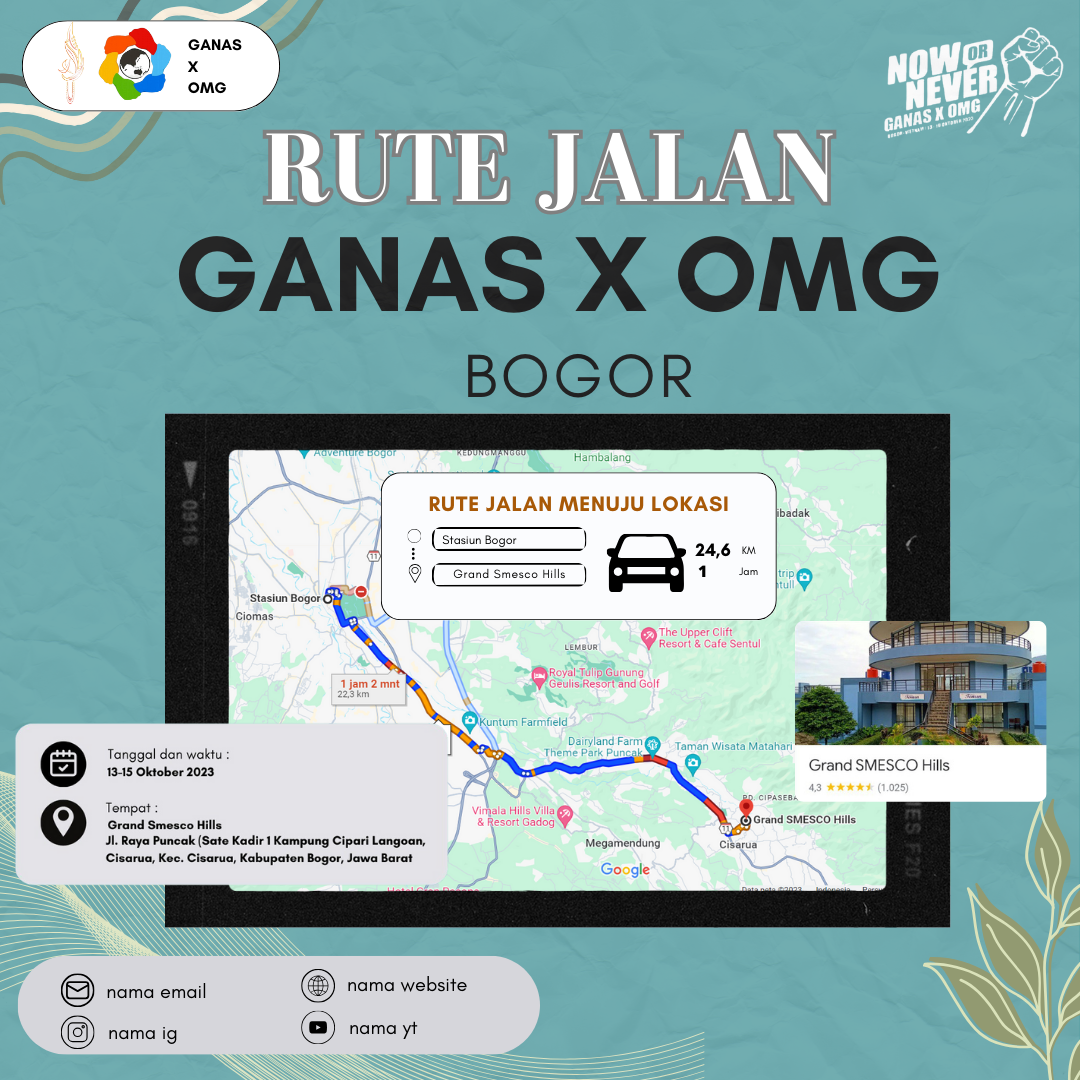 GANAS
X
OMG
NOW OR
NEVER
GANAS X OMG
RUTE JALAN
GANAS X OMG
BOGOR
0916
Adventure Bogor
KEDUNGMANGGU
Hambalang
RUTE JALAN MENUJU LOKASI
Stasiun Bogor
Grand Smesco Hills
24,6 KM
1 Jam
ibadak
11
Stasiun Bogor
Ciomas
The Upper Clift
Resort & Cafe Sentul
LEMBUR
Royal Tulip Gunung
Geulis Resort and Golf
1 jam 2 mnt
22,3 km
Kuntum Farmfield
Dairyland Farm
Theme Park Puncak
Taman Wisata Matahari
Vimala Hills Villa
& Resort Gadog
Megamendung
11
Grand SMESCO Hills
Cisarua
Google
Grand SMESCO Hills
4,3 (1.025)
Tanggal dan waktu :
13-15 Oktober 2023
Tempat :
Grand Smesco Hills
Jl. Raya Puncak (Sate Kadir 1 Kampung Cipari Langoan,
Cisarua, Kec. Cisarua, Kabupaten Bogor, Jawa Barat
nama email
nama website
nama ig
nama yt